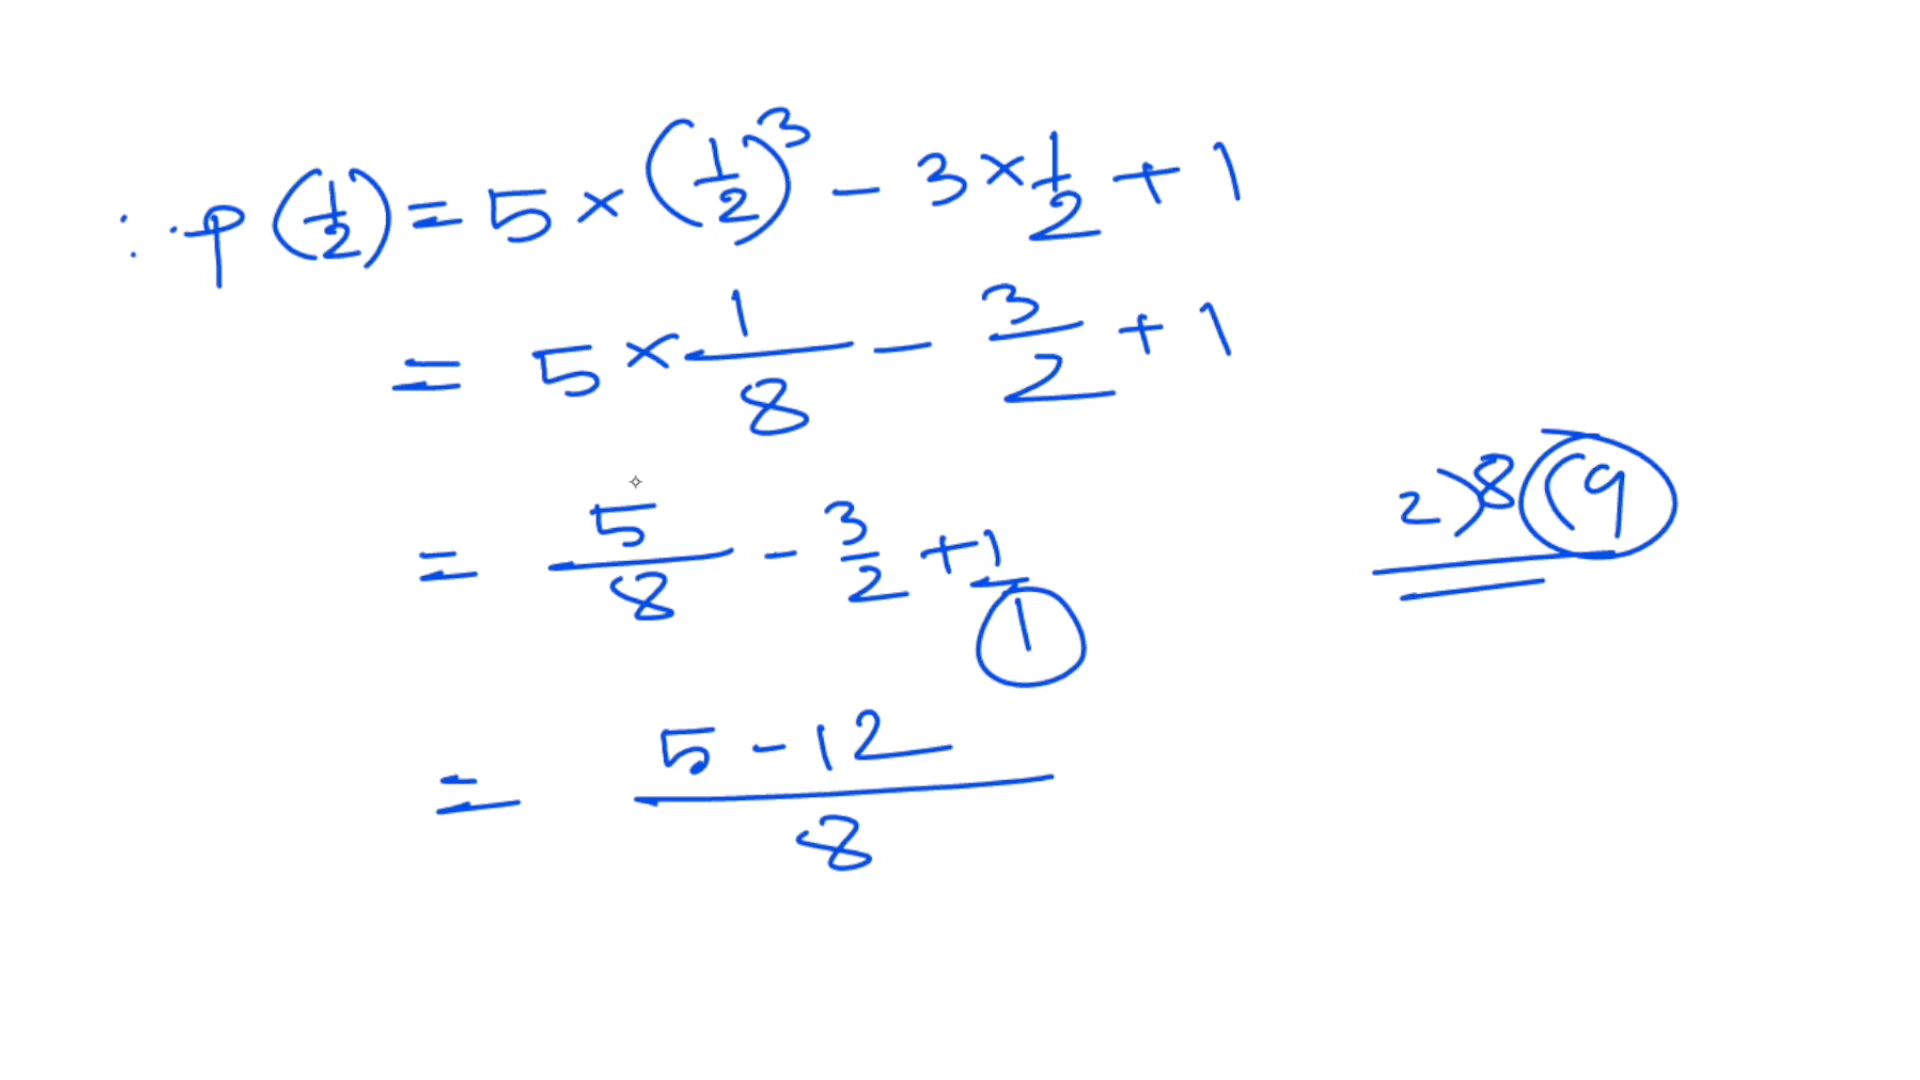 ∴ p(1/2) = 5 × (1/2)³ − 3 × 1/2 + 1
= 5 × 1/8 − 3/2 + 1
= 5/8 − 3/2 + 1/1
2)8(9
= 5 − 12/8